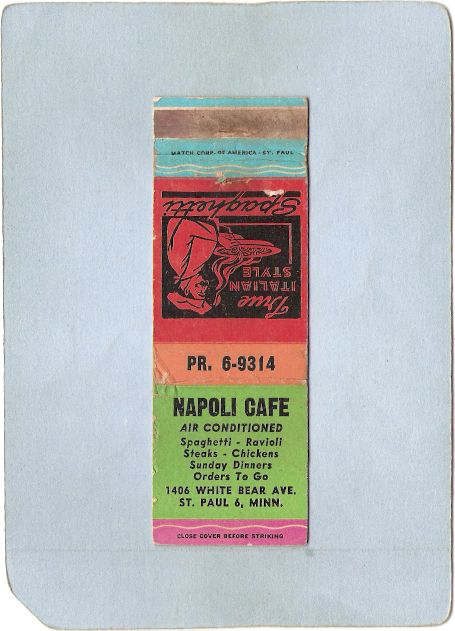 MATCH CORP. OF AMERICA - ST. PAUL
True
ITALIAN
STYLE
Spaghetti
PR. 6-9314
NAPOLI CAFE
AIR CONDITIONED
Spaghetti - Ravioli
Steaks - Chickens
Sunday Dinners
Orders To Go
1406 WHITE BEAR AVE.
ST. PAUL 6, MINN.
CLOSE COVER BEFORE STRIKING